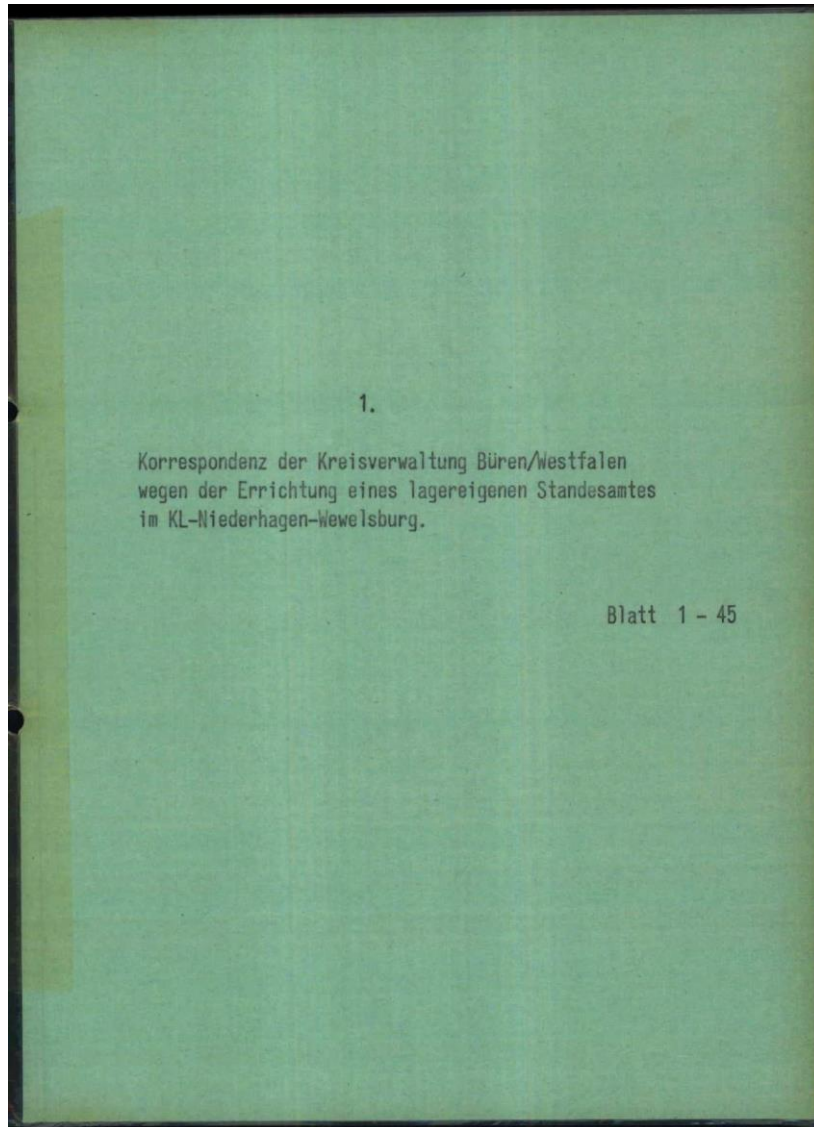 1.
Korrespondenz der Kreisverwaltung Büren/Westfalen
wegen der Errichtung eines lagereigenen Standesamtes
im KL-Niederhagen-Wewelsburg.
Blatt 1 - 45